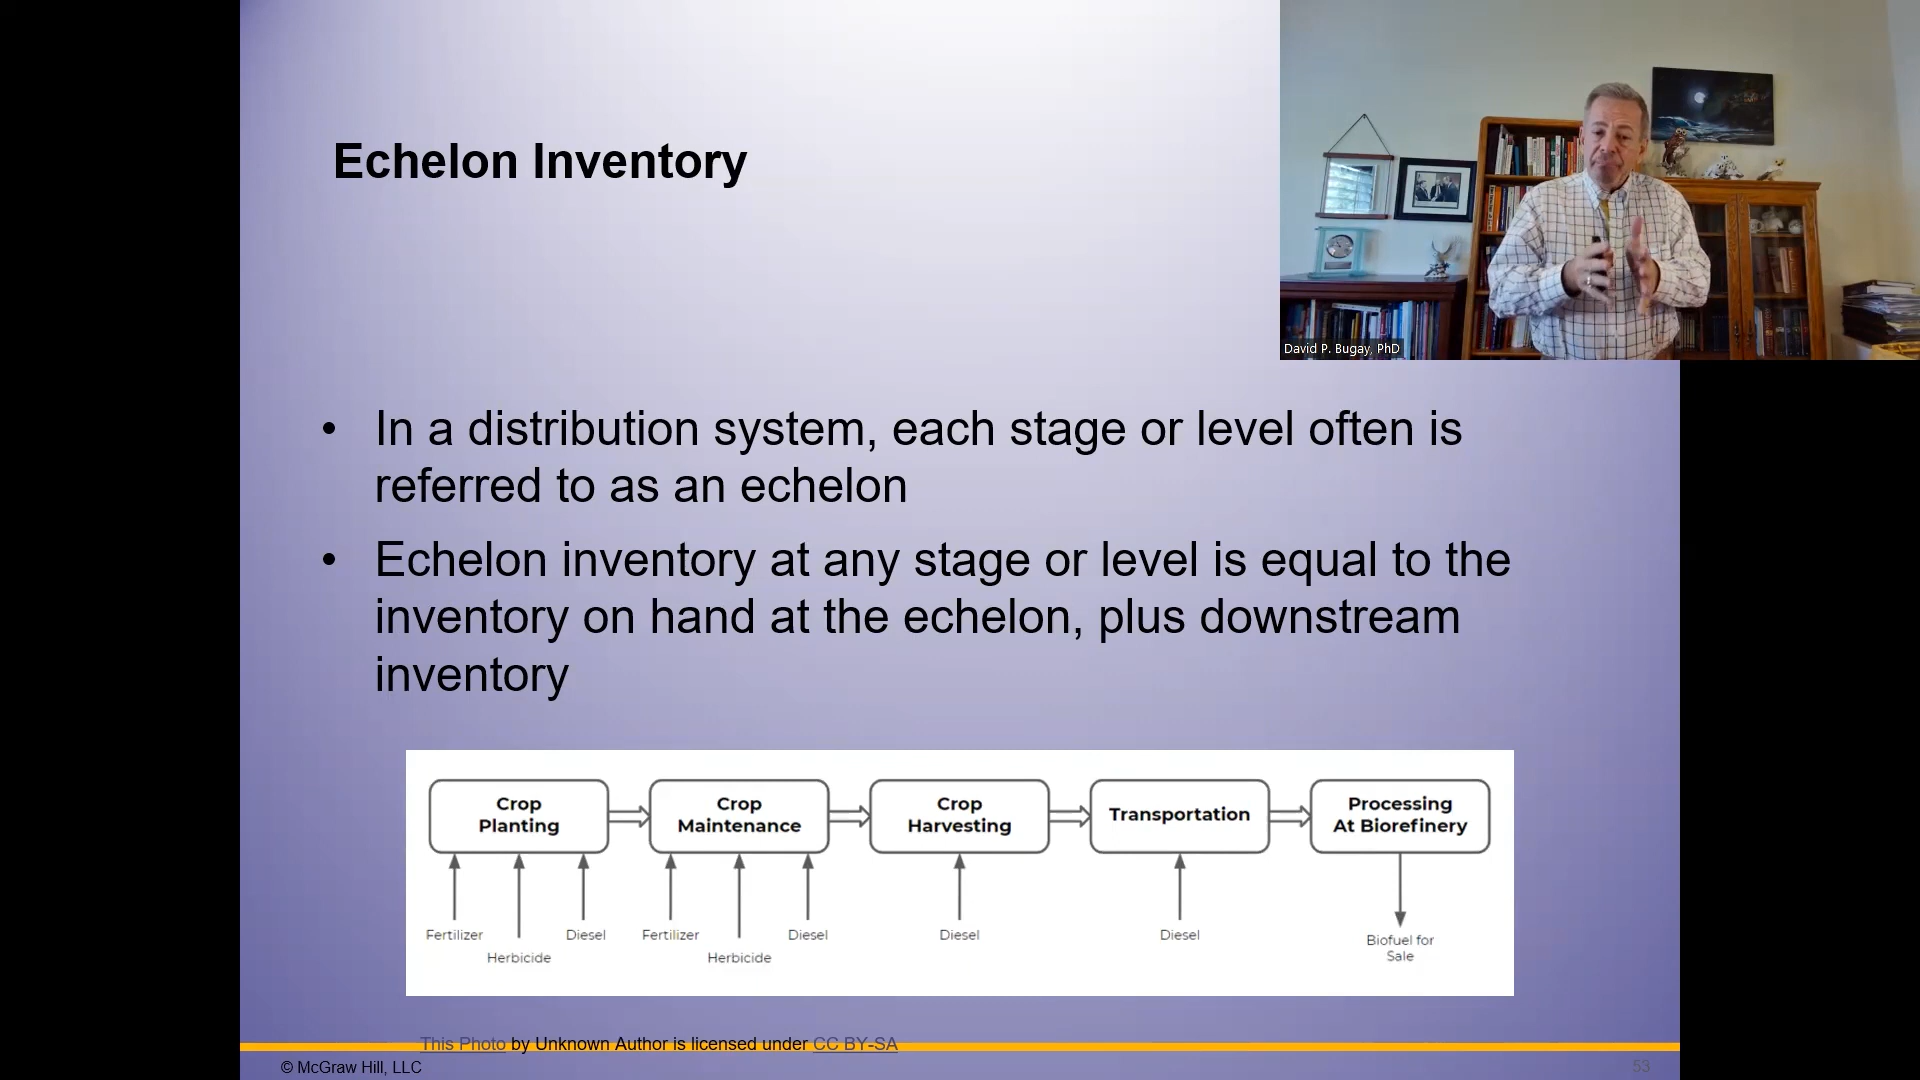 Echelon Inventory
David P. Bugay, PhD
• In a distribution system, each stage or level often is
referred to as an echelon
• Echelon inventory at any stage or level is equal to the
inventory on hand at the echelon, plus downstream
inventory
Crop
Planting
Crop
Maintenance
Crop
Harvesting
Transportation
Processing
At Biorefinery
Fertilizer
Herbicide
Diesel
Fertilizer
Herbicide
Diesel
Diesel
Diesel
Biofuel for
Sale
This Photo by Unknown Author is licensed under CC BY-SA
© McGraw Hill, LLC
53